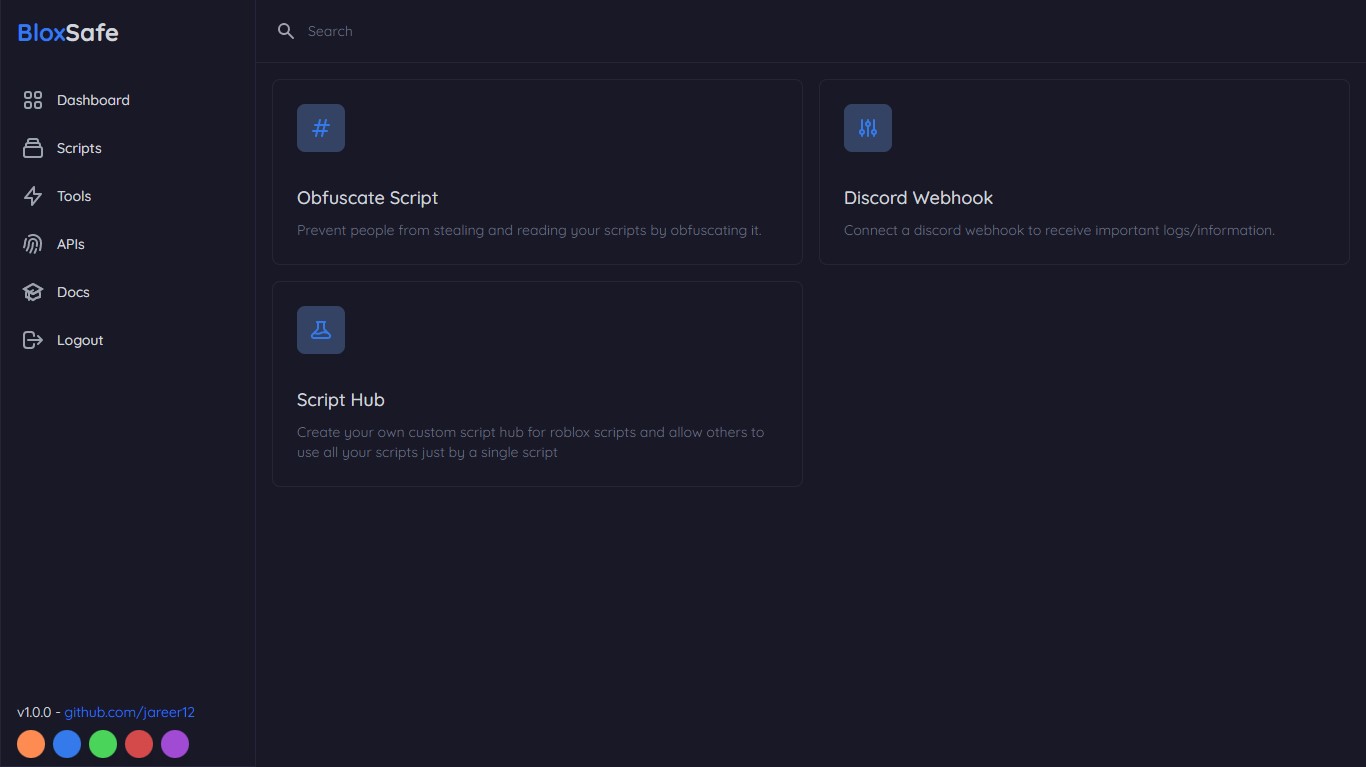 BloxSafe
Search
Dashboard
Scripts
Tools
APIs
Docs
Logout
Obfuscate Script
Prevent people from stealing and reading your scripts by obfuscating it.
Discord Webhook
Connect a discord webhook to receive important logs/information.
Script Hub
Create your own custom script hub for roblox scripts and allow others to
use all your scripts just by a single script
v1.0.0 - github.com/jareer12